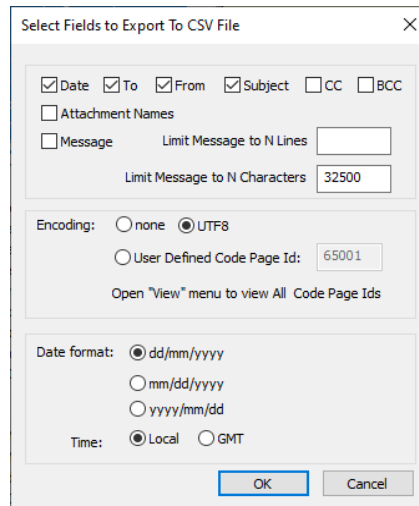 Select Fields to Export To CSV File
Date To From Subject CC BCC
Attachment Names
Message Limit Message to N Lines
Limit Message to N Characters 32500
Encoding: none UTF8
User Defined Code Page Id: 65001
Open "View" menu to view All Code Page Ids
Date format: dd/mm/yyyy
mm/dd/yyyy
yyyy/mm/dd
Time: Local GMT
OK Cancel